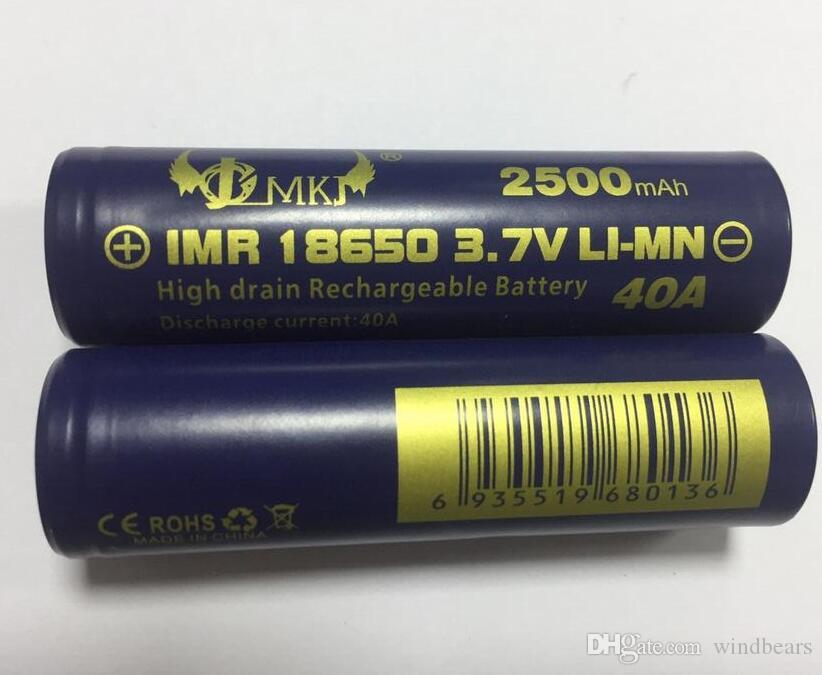 MKJ ®
2500mAh
⊕ IMR 18650 3.7V LI-MN ⊖
High drain Rechargeable Battery 40A
Discharge current:40A
6 935519 680136
CE ROHS
MADE IN CHINA
DHgate.com windbears